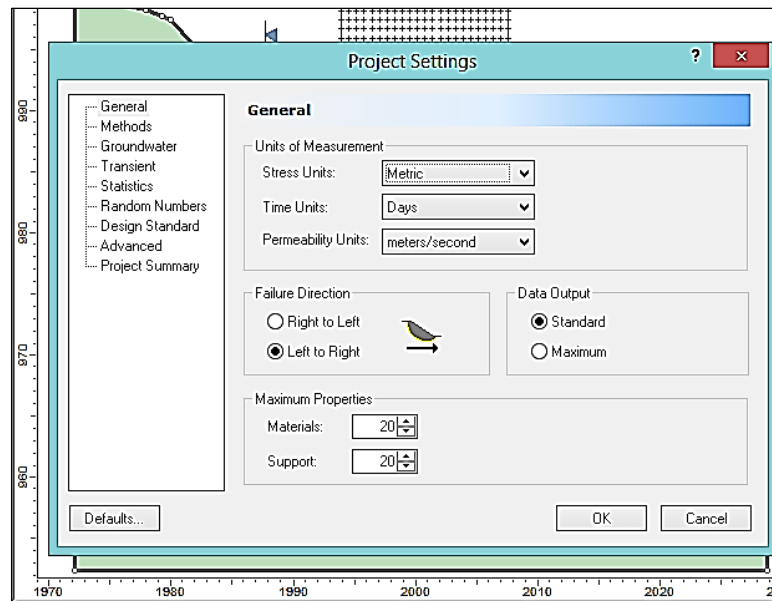 Project Settings
?
x
General
Methods
Groundwater
Transient
Statistics
Random Numbers
Design Standard
Advanced
Project Summary
General
Units of Measurement
Stress Units: Metric
Time Units: Days
Permeability Units: meters/second
Failure Direction
Right to Left
Left to Right
Data Output
Standard
Maximum
Maximum Properties
Materials: 20
Support: 20
Defaults...
OK
Cancel
990
980
970
960
1970 1980 1990 2000 2010 2020